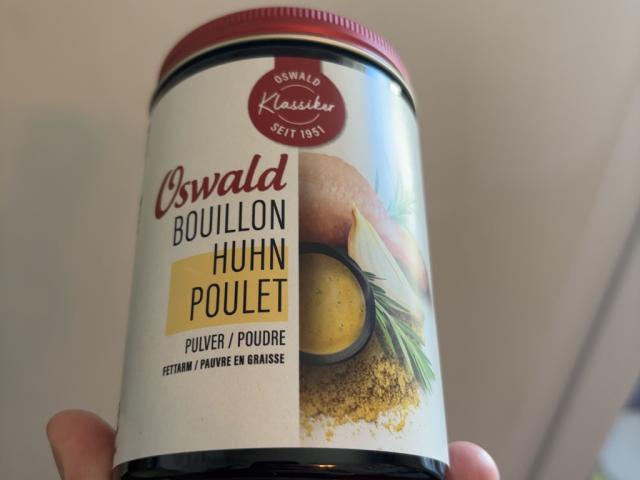 OSWALD
Klassiker
SEIT 1951
Oswald
BOUILLON
HUHN
POULET
PULVER / POUDRE
FETTARM / PAUVRE EN GRAISSE